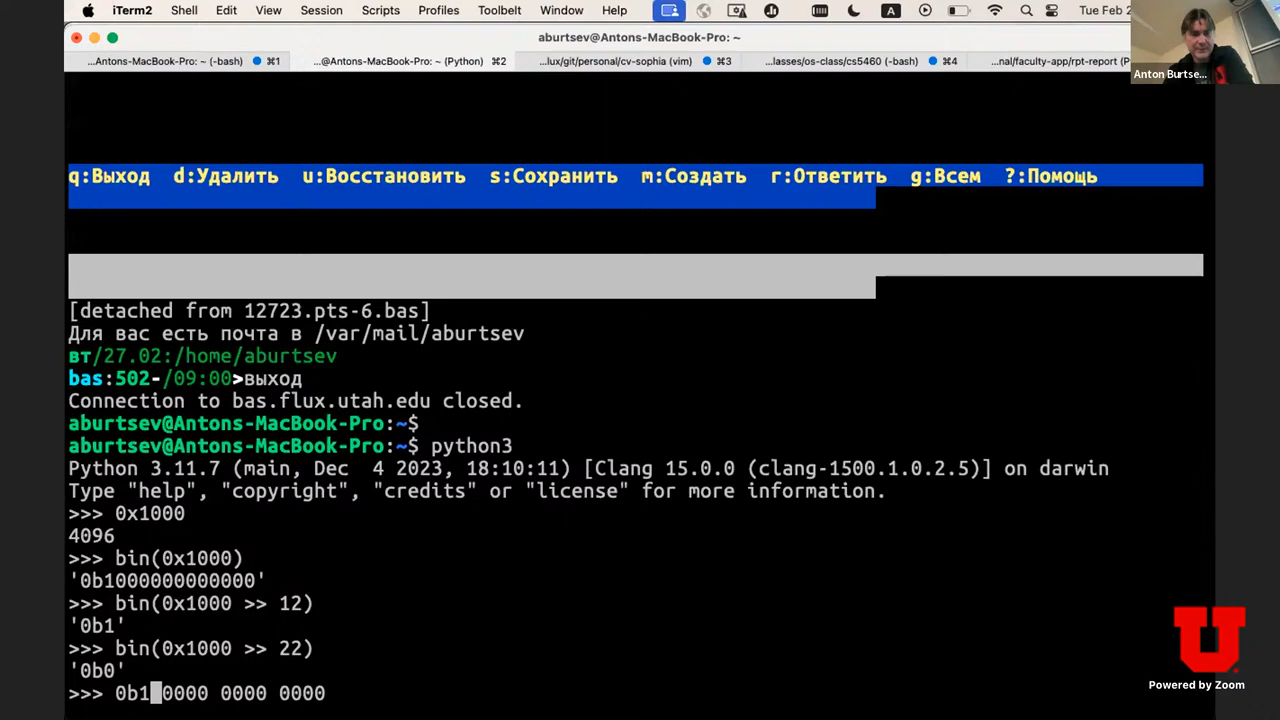 iTerm2 Shell Edit View Session Scripts Profiles Toolbelt Window Help A Tue Feb 2
aburtsev@Antons-MacBook-Pro: ~
...Antons-MacBook-Pro: ~ (-bash) ⌘1 ...@Antons-MacBook-Pro: ~ (Python) ⌘2 ...lux/git/personal/cv-sophia (vim) ⌘3 ...lasses/os-class/cs5460 (-bash) ⌘4 ...nal/faculty-app/rpt-report (P
Anton Burtse...
q:Выход d:Удалить u:Восстановить s:Сохранить m:Создать r:Ответить g:Всем ?:Помощь
[detached from 12723.pts-6.bas]
Для вас есть почта в /var/mail/aburtsev
вт/27.02:/home/aburtsev
bas:502-/09:00>выход
Connection to bas.flux.utah.edu closed.
aburtsev@Antons-MacBook-Pro:~$
aburtsev@Antons-MacBook-Pro:~$ python3
Python 3.11.7 (main, Dec  4 2023, 18:10:11) [Clang 15.0.0 (clang-1500.1.0.2.5)] on darwin
Type "help", "copyright", "credits" or "license" for more information.
>>> 0x1000
4096
>>> bin(0x1000)
'0b1000000000000'
>>> bin(0x1000 >> 12)
'0b1'
>>> bin(0x1000 >> 22)
'0b0'
>>> 0b1 0000 0000 0000
U
Powered by Zoom